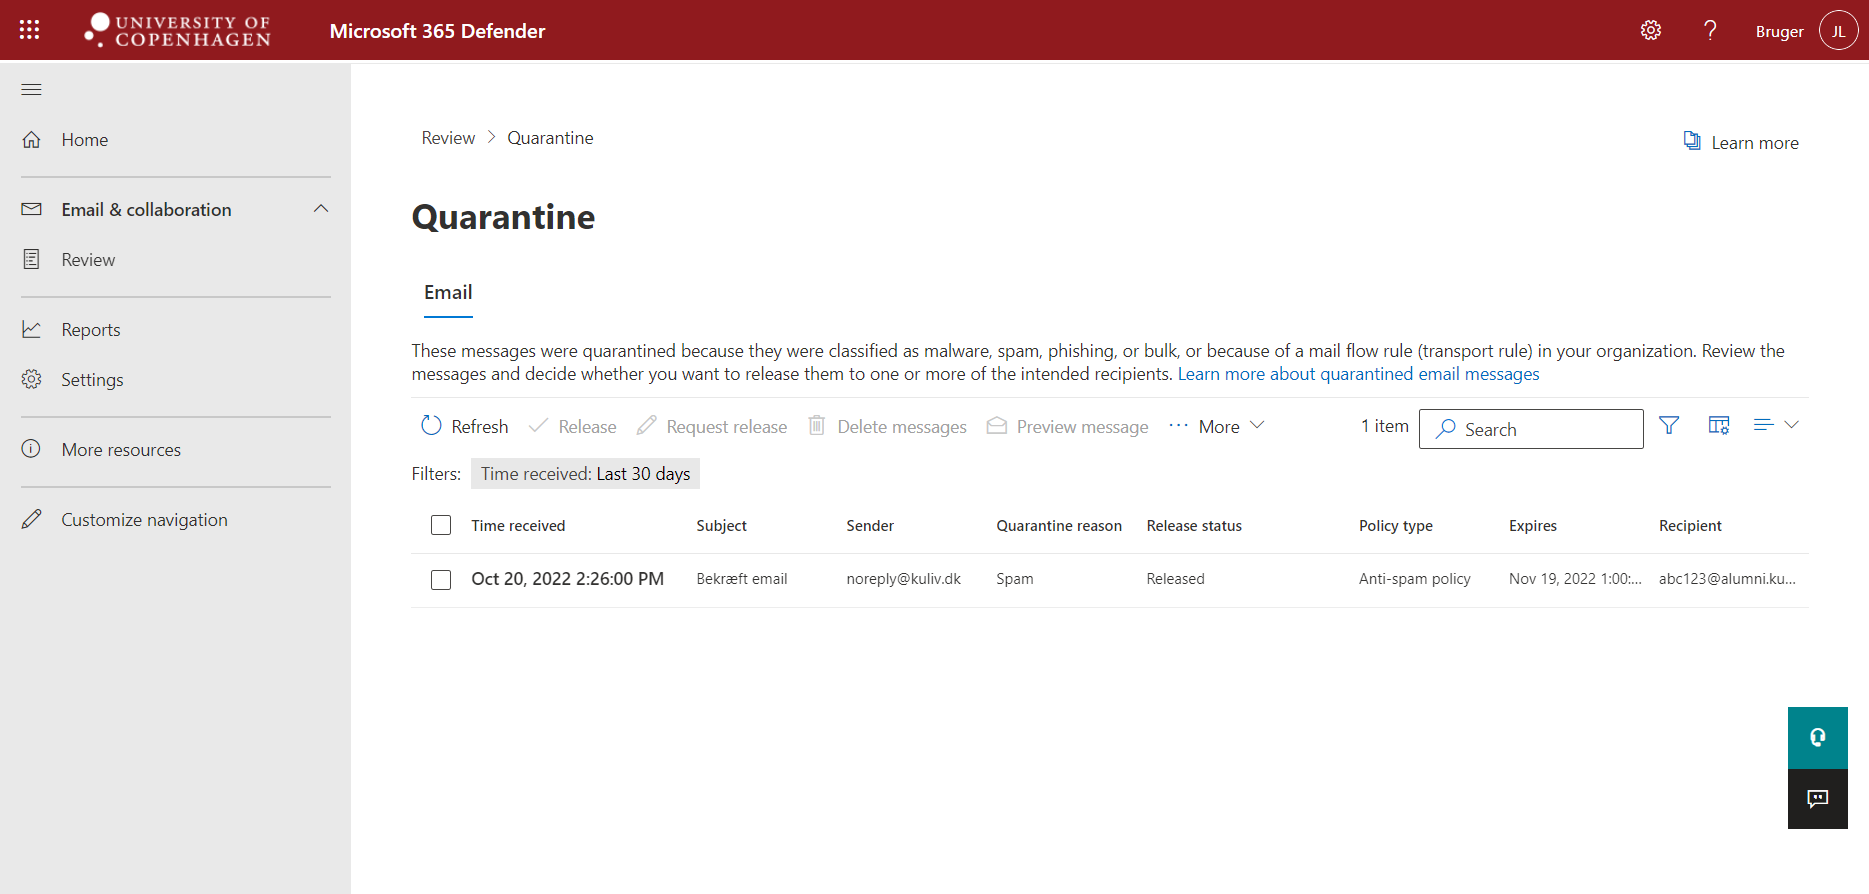 UNIVERSITY OF
COPENHAGEN
Microsoft 365 Defender
Bruger
JL
Home
Email & collaboration
Review
Reports
Settings
More resources
Customize navigation
Review > Quarantine
Learn more
Quarantine
Email
These messages were quarantined because they were classified as malware, spam, phishing, or bulk, or because of a mail flow rule (transport rule) in your organization. Review the
messages and decide whether you want to release them to one or more of the intended recipients. Learn more about quarantined email messages
Refresh Release Request release Delete messages Preview message ··· More 1 item Search
Filters: Time received: Last 30 days
Time received Subject Sender Quarantine reason Release status Policy type Expires Recipient
Oct 20, 2022 2:26:00 PM Bekræft email noreply@kuliv.dk Spam Released Anti-spam policy Nov 19, 2022 1:00:... abc123@alumni.ku...